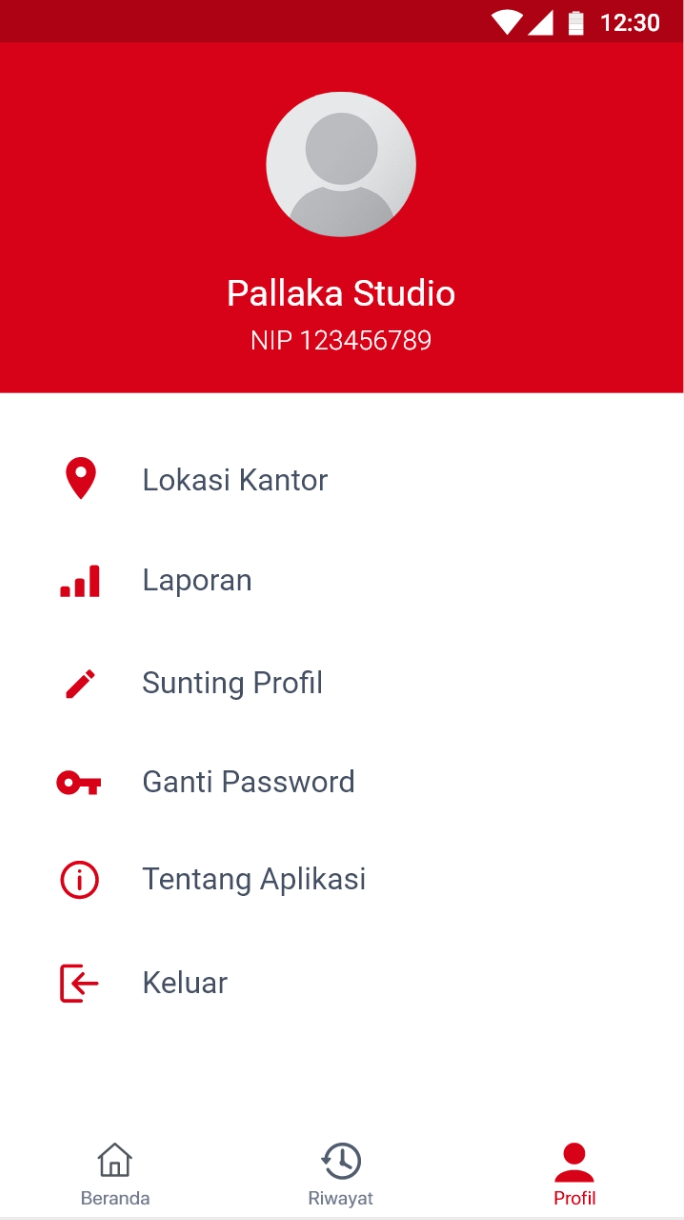 12:30
Pallaka Studio
NIP 123456789
Lokasi Kantor
Laporan
Sunting Profil
Ganti Password
Tentang Aplikasi
Keluar
Beranda Riwayat Profil